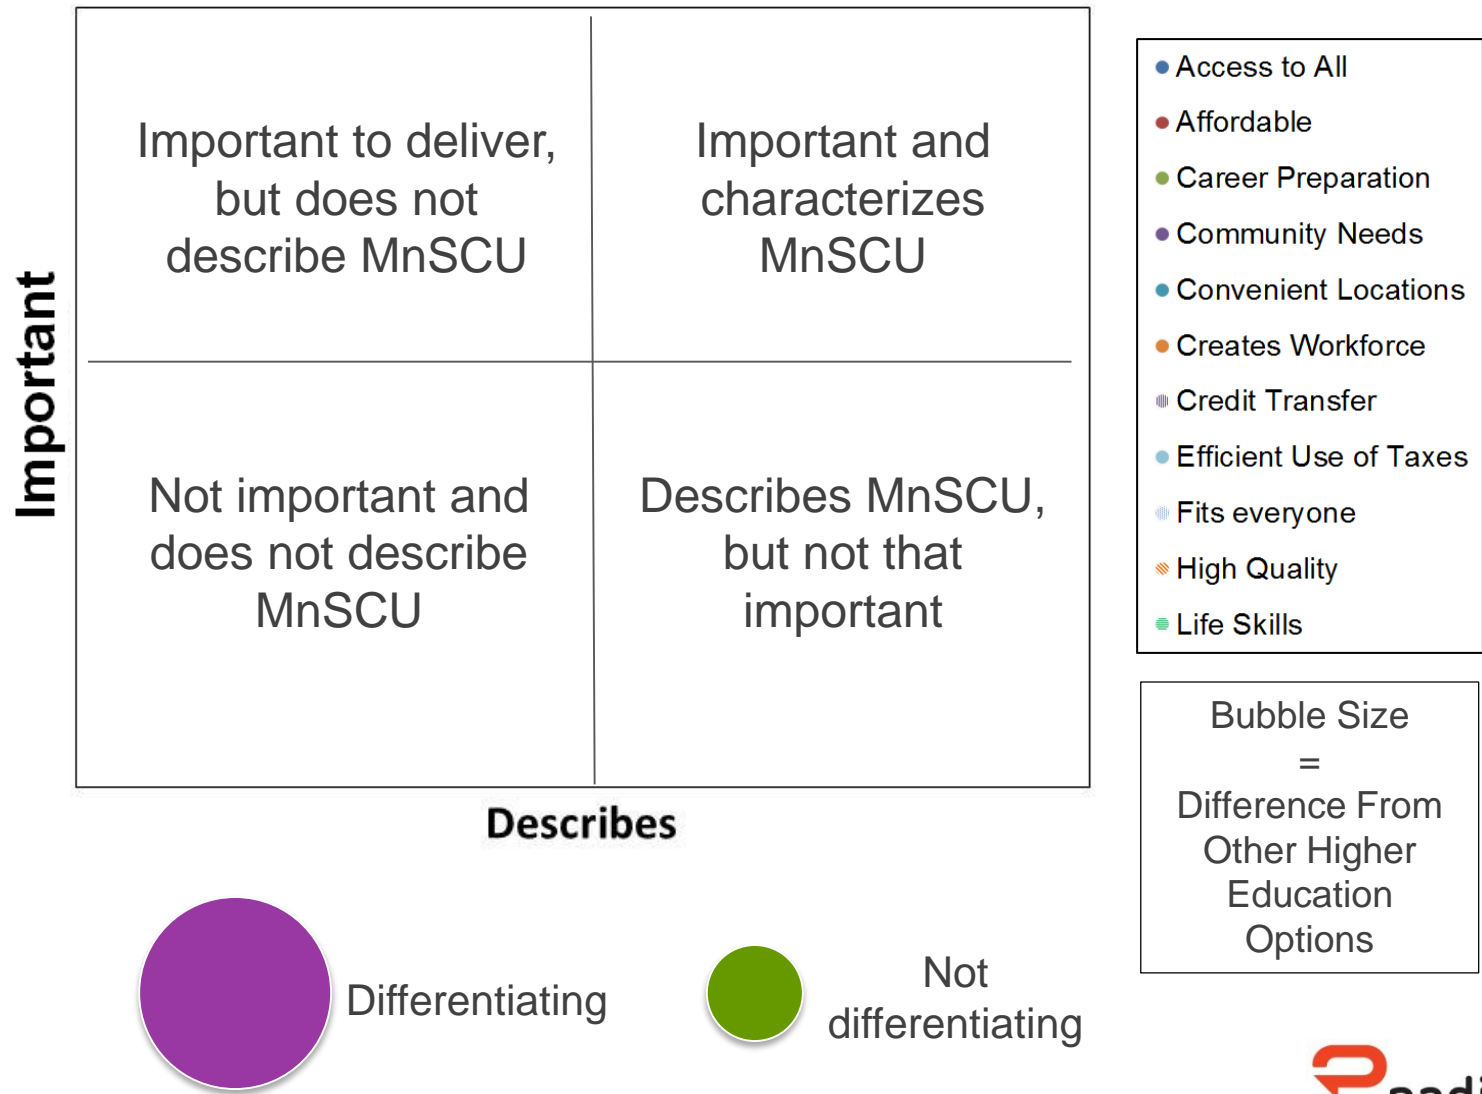 Important to deliver,
but does not
describe MnSCU
Important and
characterizes
MnSCU
Not important and
does not describe
MnSCU
Describes MnSCU,
but not that
important
Important
Describes
Access to All
Affordable
Career Preparation
Community Needs
Convenient Locations
Creates Workforce
Credit Transfer
Efficient Use of Taxes
Fits everyone
High Quality
Life Skills
Bubble Size
=
Difference From
Other Higher
Education
Options
Differentiating
Not
differentiating